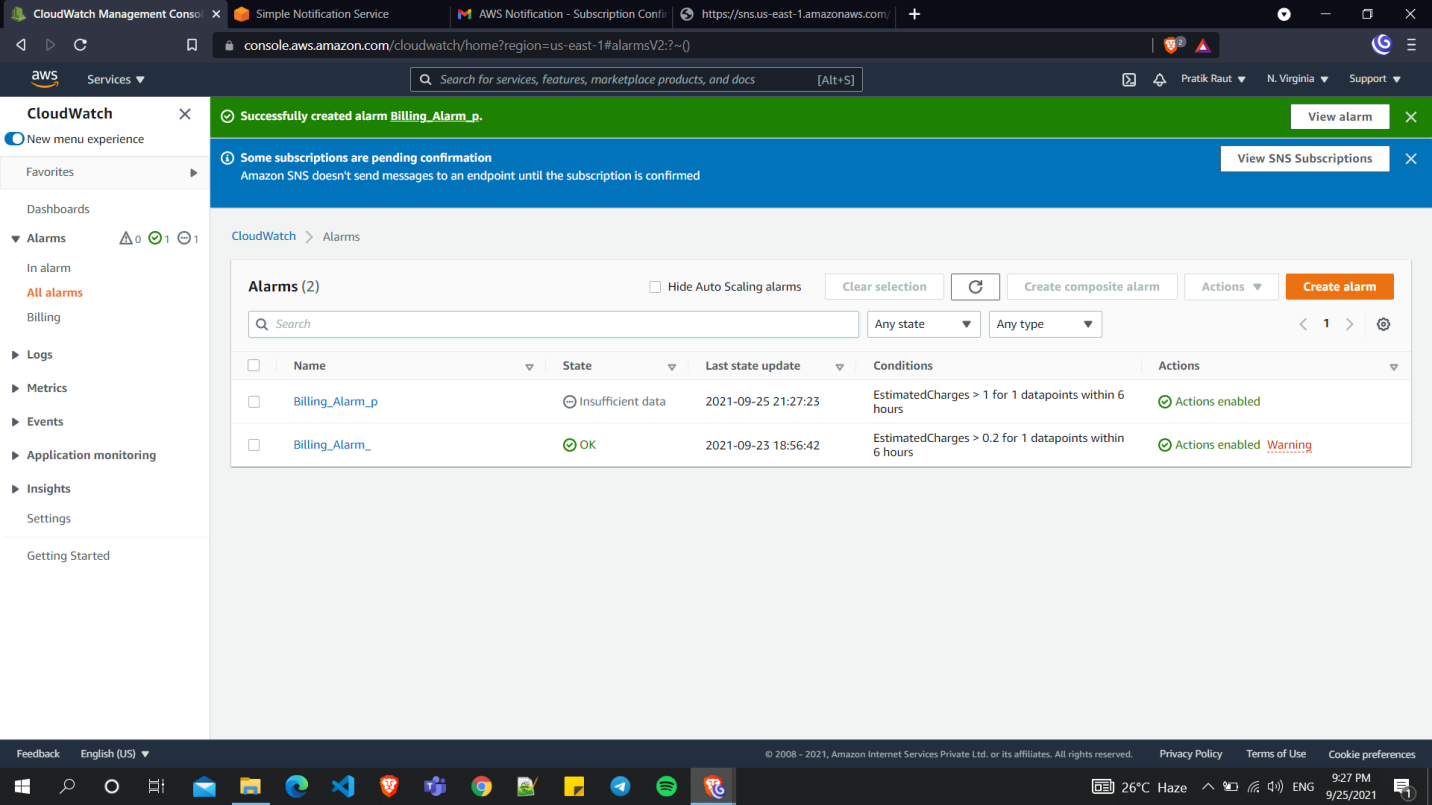 CloudWatch Management Conso
Simple Notification Service
AWS Notification - Subscription Confir
https://sns.us-east-1.amazonaws.com/
console.aws.amazon.com/cloudwatch/home?region=us-east-1#alarmsV2:?~()
2
aws
Services
Search for services, features, marketplace products, and docs
[Alt+S]
Pratik Raut
N. Virginia
Support
CloudWatch
New menu experience
Favorites
Dashboards
Alarms
0
1
1
In alarm
All alarms
Billing
Logs
Metrics
Events
Application monitoring
Insights
Settings
Getting Started
Successfully created alarm Billing_Alarm_p.
View alarm
Some subscriptions are pending confirmation
Amazon SNS doesn't send messages to an endpoint until the subscription is confirmed
View SNS Subscriptions
CloudWatch
Alarms
Alarms (2)
Hide Auto Scaling alarms
Clear selection
Create composite alarm
Actions
Create alarm
Search
Any state
Any type
1
Name
State
Last state update
Conditions
Actions
Billing_Alarm_p
Insufficient data
2021-09-25 21:27:23
EstimatedCharges > 1 for 1 datapoints within 6
hours
Actions enabled
Billing_Alarm_
OK
2021-09-23 18:56:42
EstimatedCharges > 0.2 for 1 datapoints within
6 hours
Actions enabled
Warning
Feedback
English (US)
© 2008 - 2021, Amazon Internet Services Private Ltd. or its affiliates. All rights reserved.
Privacy Policy
Terms of Use
Cookie preferences
26°C Haze
ENG
9:27 PM
9/25/2021
1